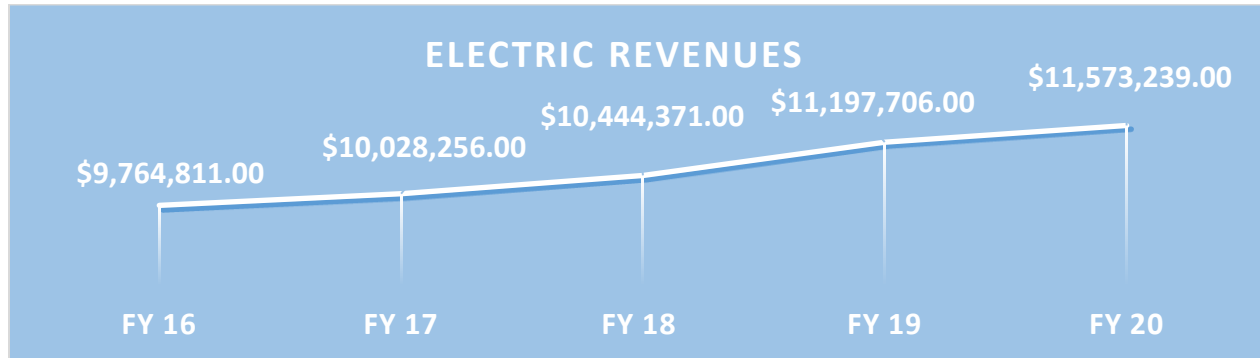 ELECTRIC REVENUES
$9,764,811.00
$10,028,256.00
$10,444,371.00
$11,197,706.00
$11,573,239.00
FY 16
FY 17
FY 18
FY 19
FY 20